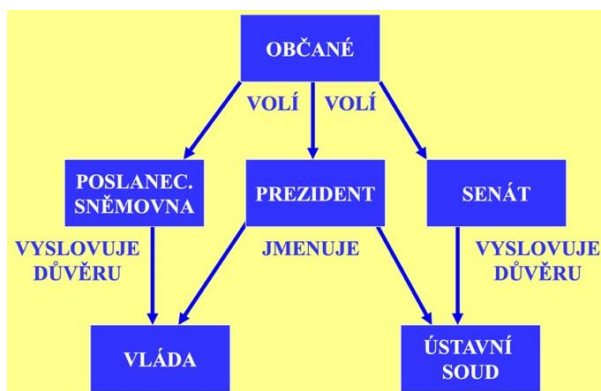 OBČANÉ
VOLÍ VOLÍ
POSLANEC.
SNĚMOVNA
PREZIDENT
SENÁT
VYSLOVUJE
DŮVĚRU
JMENUJE
VYSLOVUJE
DŮVĚRU
VLÁDA
ÚSTAVNÍ
SOUD